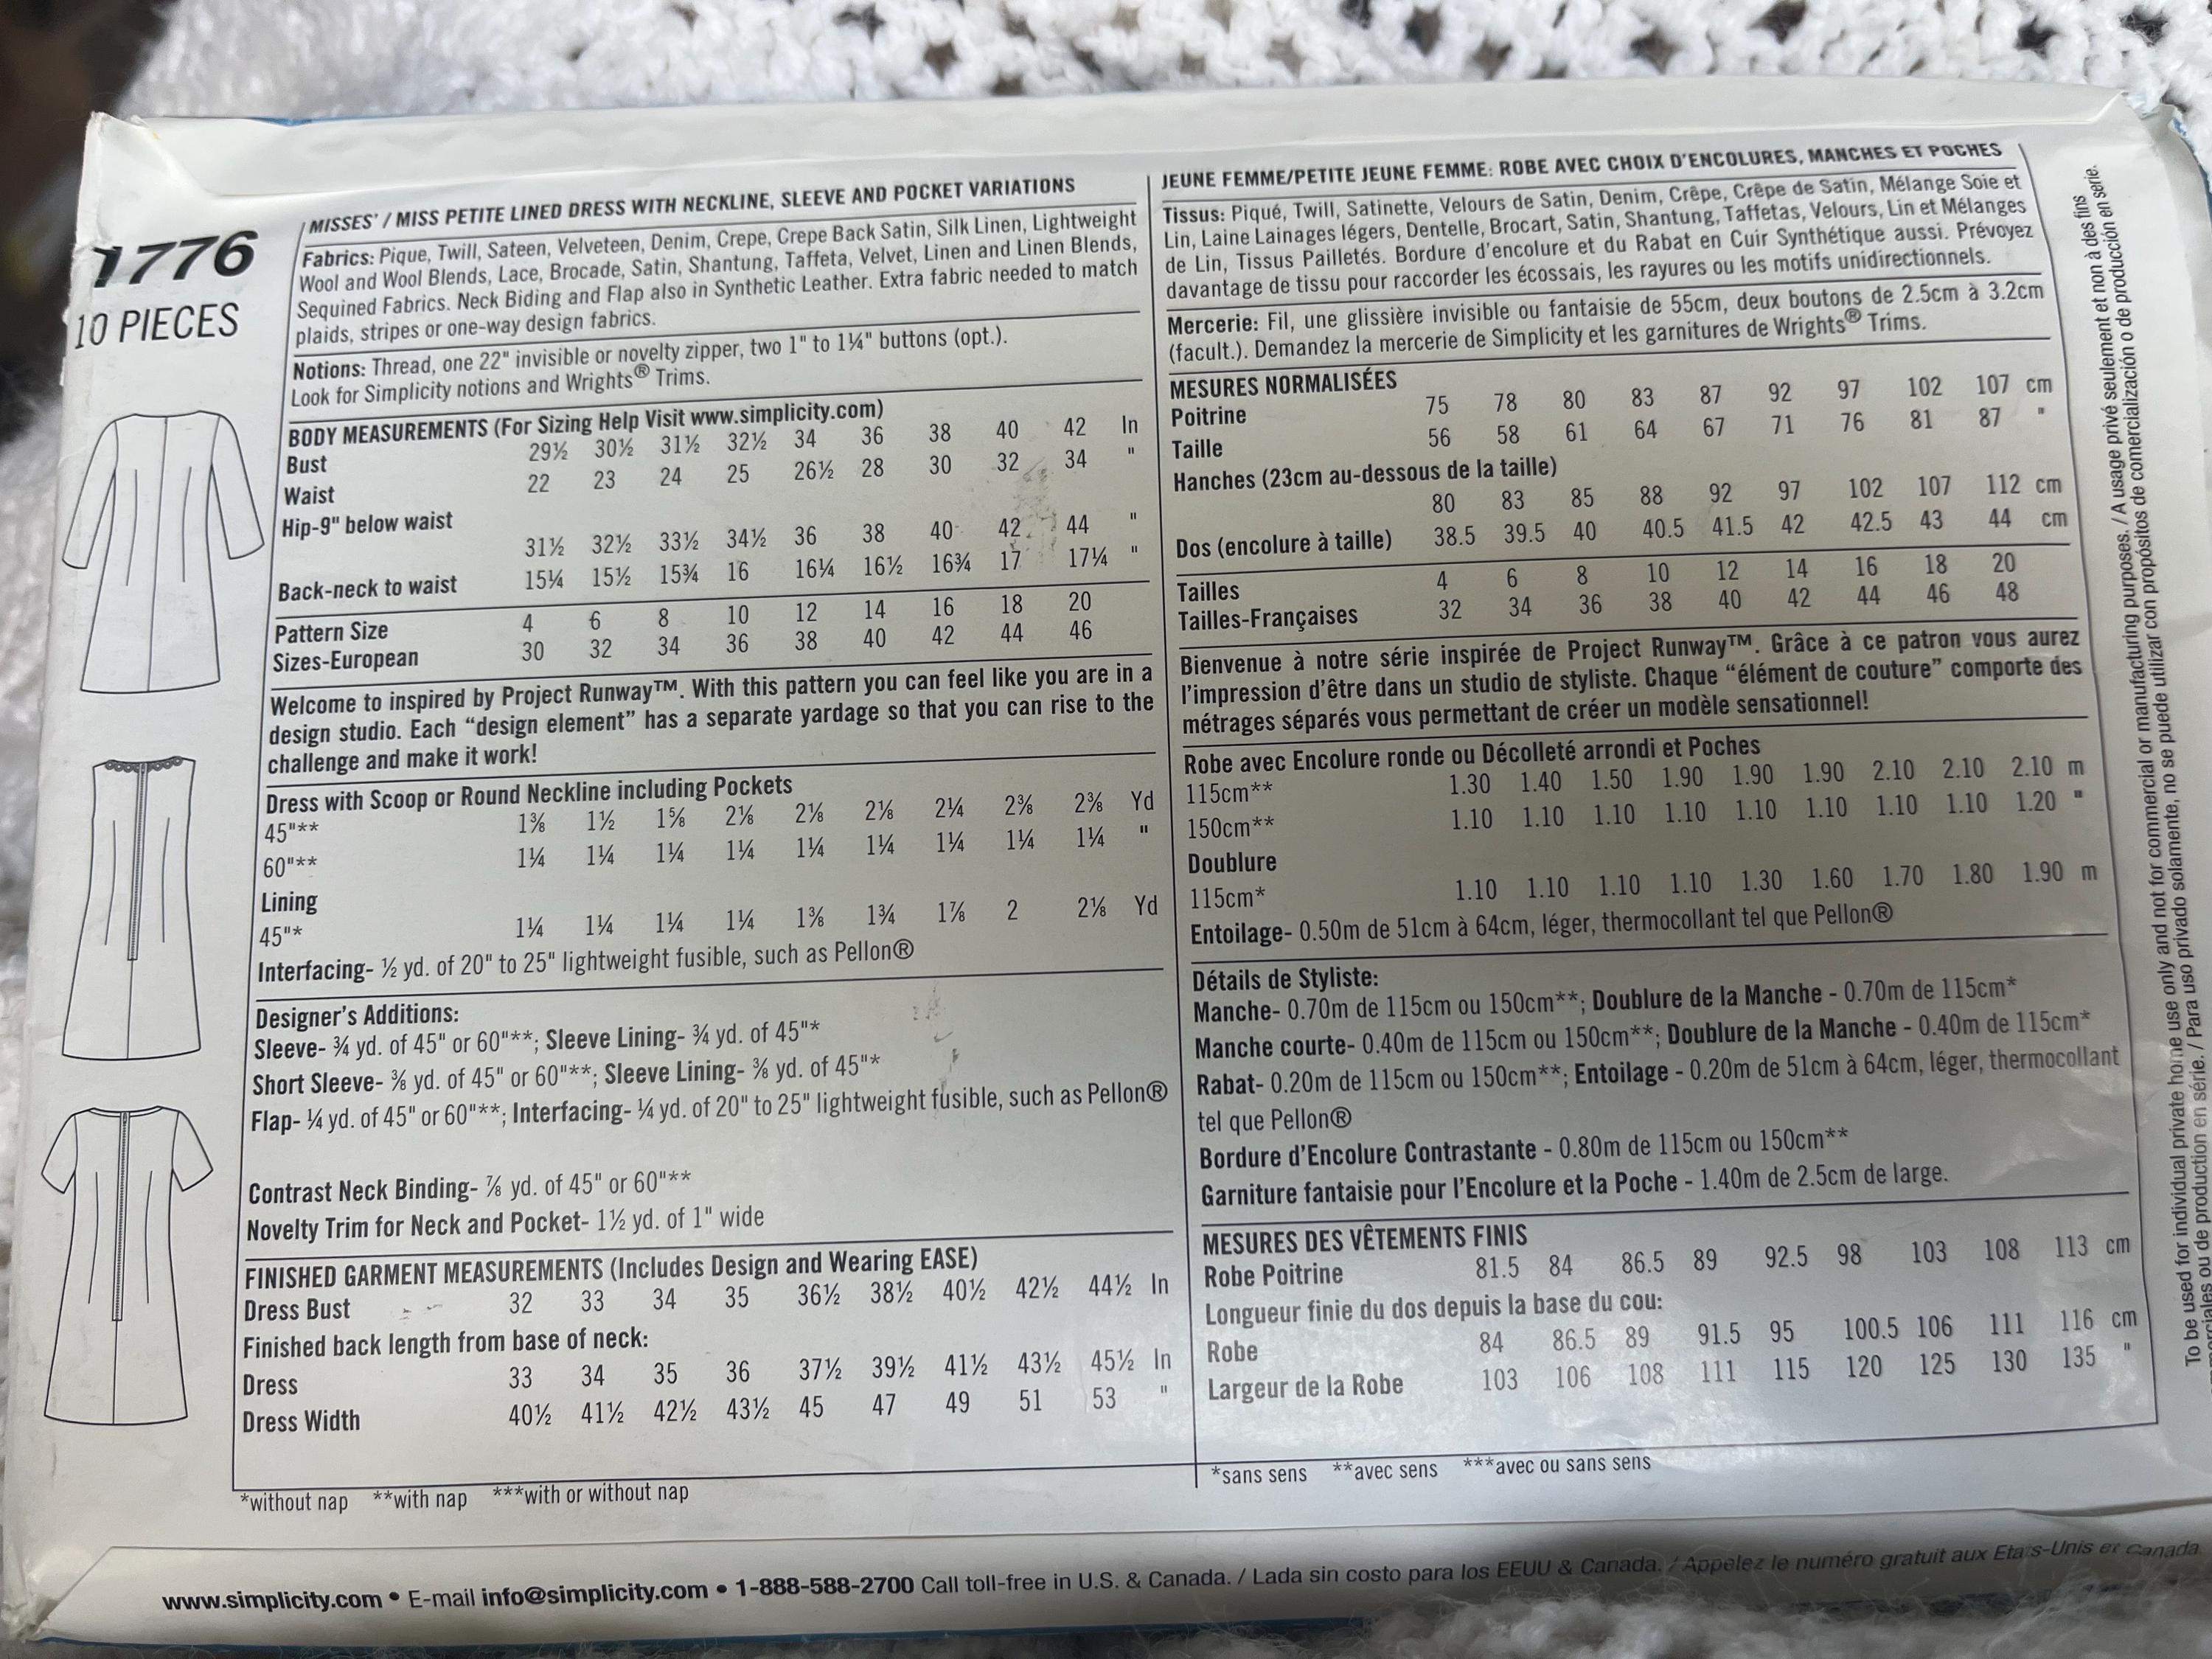 1776
10 PIECES
MISSES' / MISS PETITE LINED DRESS WITH NECKLINE, SLEEVE AND POCKET VARIATIONS
Fabrics: Pique, Twill, Sateen, Velveteen, Denim, Crepe, Crepe Back Satin, Silk Linen, Lightweight
Wool and Wool Blends, Lace, Brocade, Satin, Shantung, Taffeta, Velvet, Linen and Linen Blends,
Sequined Fabrics. Neck Biding and Flap also in Synthetic Leather. Extra fabric needed to match
plaids, stripes or one-way design fabrics.
Notions: Thread, one 22" invisible or novelty zipper, two 1" to 1¼" buttons (opt.).
Look for Simplicity notions and Wrights® Trims.
BODY MEASUREMENTS (For Sizing Help Visit www.simplicity.com)
Bust 29½ 30½ 31½ 32½ 34 36 38 40 42 In
Waist 22 23 24 25 26½ 28 30 32 34 "
Hip-9" below waist
31½ 32½ 33½ 34½ 36 38 40 42 44 "
Back-neck to waist 15¼ 15½ 15¾ 16 16¼ 16½ 16¾ 17 17¼ "
Pattern Size 4 6 8 10 12 14 16 18 20
Sizes-European 30 32 34 36 38 40 42 44 46
Welcome to inspired by Project Runway™. With this pattern you can feel like you are in a
design studio. Each “design element” has a separate yardage so that you can rise to the
challenge and make it work!
Dress with Scoop or Round Neckline including Pockets
45"** 1⅜ 1½ 1⅝ 2⅛ 2⅛ 2⅛ 2¼ 2⅜ 2⅜ Yd
60"** 1¼ 1¼ 1¼ 1¼ 1¼ 1¼ 1¼ 1¼ 1¼ "
Lining
45"* 1¼ 1¼ 1¼ 1¼ 1⅜ 1¾ 1⅞ 2 2⅛ Yd
Interfacing- ½ yd. of 20" to 25" lightweight fusible, such as Pellon®
Designer's Additions:
Sleeve- ¾ yd. of 45" or 60"**; Sleeve Lining- ¾ yd. of 45"*
Short Sleeve- ⅜ yd. of 45" or 60"**; Sleeve Lining- ⅜ yd. of 45"*
Flap- ¼ yd. of 45" or 60"**; Interfacing- ¼ yd. of 20" to 25" lightweight fusible, such as Pellon®
Contrast Neck Binding- ⅞ yd. of 45" or 60"**
Novelty Trim for Neck and Pocket- 1½ yd. of 1" wide
FINISHED GARMENT MEASUREMENTS (Includes Design and Wearing EASE)
Dress Bust 32 33 34 35 36½ 38½ 40½ 42½ 44½ In
Finished back length from base of neck:
Dress 33 34 35 36 37½ 39½ 41½ 43½ 45½ In
Dress Width 40½ 41½ 42½ 43½ 45 47 49 51 53 "
*without nap **with nap ***with or without nap
JEUNE FEMME/PETITE JEUNE FEMME: ROBE AVEC CHOIX D'ENCOLURES, MANCHES ET POCHES
Tissus: Piqué, Twill, Satinette, Velours de Satin, Denim, Crêpe, Crêpe de Satin, Mélange Soie et
Lin, Laine Lainages légers, Dentelle, Brocart, Satin, Shantung, Taffetas, Velours, Lin et Mélanges
de Lin, Tissus Pailletés. Bordure d'encolure et du Rabat en Cuir Synthétique aussi. Prévoyez
davantage de tissu pour raccorder les écossais, les rayures ou les motifs unidirectionnels.
Mercerie: Fil, une glissière invisible ou fantaisie de 55cm, deux boutons de 2.5cm à 3.2cm
(facult.). Demandez la mercerie de Simplicity et les garnitures de Wrights® Trims.
MESURES NORMALISÉES
Poitrine 75 78 80 83 87 92 97 102 107 cm
Taille 56 58 61 64 67 71 76 81 87 "
Hanches (23cm au-dessous de la taille)
80 83 85 88 92 97 102 107 112 cm
Dos (encolure à taille) 38.5 39.5 40 40.5 41.5 42 42.5 43 44 cm
Tailles 4 6 8 10 12 14 16 18 20
Tailles-Françaises 32 34 36 38 40 42 44 46 48
Bienvenue à notre série inspirée de Project Runway™. Grâce à ce patron vous aurez
l'impression d'être dans un studio de styliste. Chaque “élément de couture” comporte des
métrages séparés vous permettant de créer un modèle sensationnel!
Robe avec Encolure ronde ou Décolleté arrondi et Poches
115cm** 1.30 1.40 1.50 1.90 1.90 1.90 2.10 2.10 2.10 m
150cm** 1.10 1.10 1.10 1.10 1.10 1.10 1.10 1.10 1.20 "
Doublure
115cm* 1.10 1.10 1.10 1.10 1.30 1.60 1.70 1.80 1.90 m
Entoilage- 0.50m de 51cm à 64cm, léger, thermocollant tel que Pellon®
Détails de Styliste:
Manche- 0.70m de 115cm ou 150cm**; Doublure de la Manche - 0.70m de 115cm*
Manche courte- 0.40m de 115cm ou 150cm**; Doublure de la Manche - 0.40m de 115cm*
Rabat- 0.20m de 115cm ou 150cm**; Entoilage - 0.20m de 51cm à 64cm, léger, thermocollant
tel que Pellon®
Bordure d'Encolure Contrastante - 0.80m de 115cm ou 150cm**
Garniture fantaisie pour l'Encolure et la Poche - 1.40m de 2.5cm de large.
MESURES DES VÊTEMENTS FINIS
Robe Poitrine 81.5 84 86.5 89 92.5 98 103 108 113 cm
Longueur finie du dos depuis la base du cou:
Robe 84 86.5 89 91.5 95 100.5 106 111 116 cm
Largeur de la Robe 103 106 108 111 115 120 125 130 135 "
*sans sens **avec sens ***avec ou sans sens
To be used for individual private home use only and not for commercial or manufacturing purposes. / A usage privé seulement et non à des fins
ou de production en série. / Para uso privado solamente, no se puede utilizar con propósitos de comercialización o de producción en serie.
www.simplicity.com • E-mail info@simplicity.com • 1-888-588-2700 Call toll-free in U.S. & Canada. / Lada sin costo para los EEUU & Canada. / Appelez le numéro gratuit aux Etats-Unis et Canada.